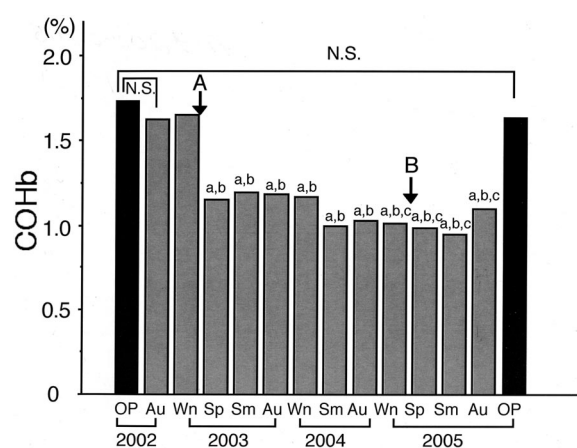 (%)
N.S.
2.0
N.S.
A
1.5
B
a,b
a,b
a,b
a,b
a,b
a,b
a,b,c
a,b,c
a,b,c
a,b,c
COHb
1.0
0.5
0
OP Au Wn Sp Sm Au Wn Sm Au Wn Sp Sm Au OP
2002 2003 2004 2005